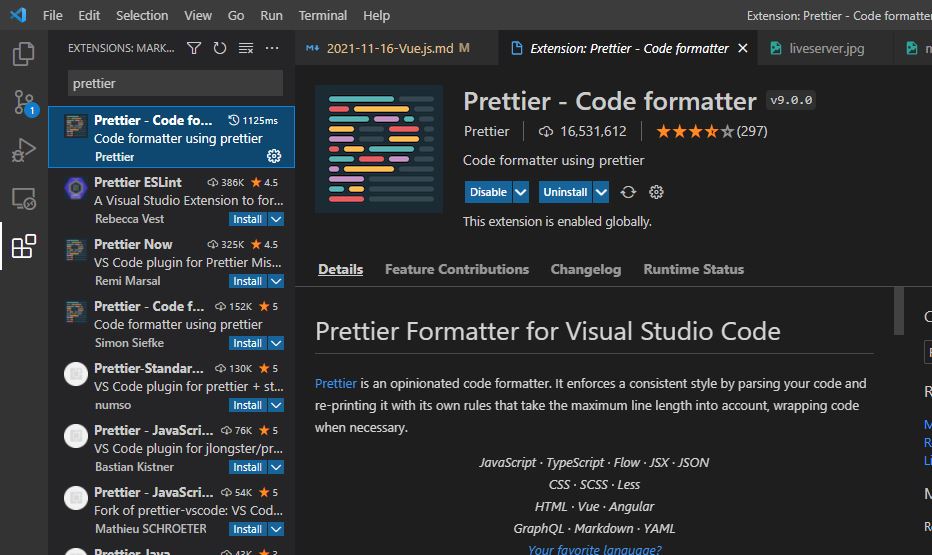 File Edit Selection View Go Run Terminal Help
Extension: Prettier - Code formatter
EXTENSIONS: MARK...
2021-11-16-Vue.js.md M
Extension: Prettier - Code formatter
liveserver.jpg
prettier
1
Prettier - Code fo... 1125ms
Code formatter using prettier
Prettier
Prettier ESLint 386K 4.5
A Visual Studio Extension to for...
Rebecca Vest Install
Prettier Now 325K 4.5
VS Code plugin for Prettier Mis...
Remi Marsal Install
Prettier - Code f... 152K 5
Code formatter using prettier
Simon Siefke Install
Prettier-Standar... 130K 5
VS Code plugin for prettier + st...
numso Install
Prettier - JavaScri... 76K 5
VS Code plugin for jlongster/pr...
Bastian Kistner Install
Prettier - JavaScri... 54K 5
Fork of prettier-vscode: VS Cod...
Mathieu SCHROETER Install
Prettier Java 43K 3
Prettier - Code formatter v9.0.0
Prettier 16,531,612 (297)
Code formatter using prettier
Disable Uninstall
This extension is enabled globally.
Details Feature Contributions Changelog Runtime Status
Prettier Formatter for Visual Studio Code
Prettier is an opinionated code formatter. It enforces a consistent style by parsing your code and
re-printing it with its own rules that take the maximum line length into account, wrapping code
when necessary.
JavaScript · TypeScript · Flow · JSX · JSON
CSS · SCSS · Less
HTML · Vue · Angular
GraphQL · Markdown · YAML
Your favorite language?